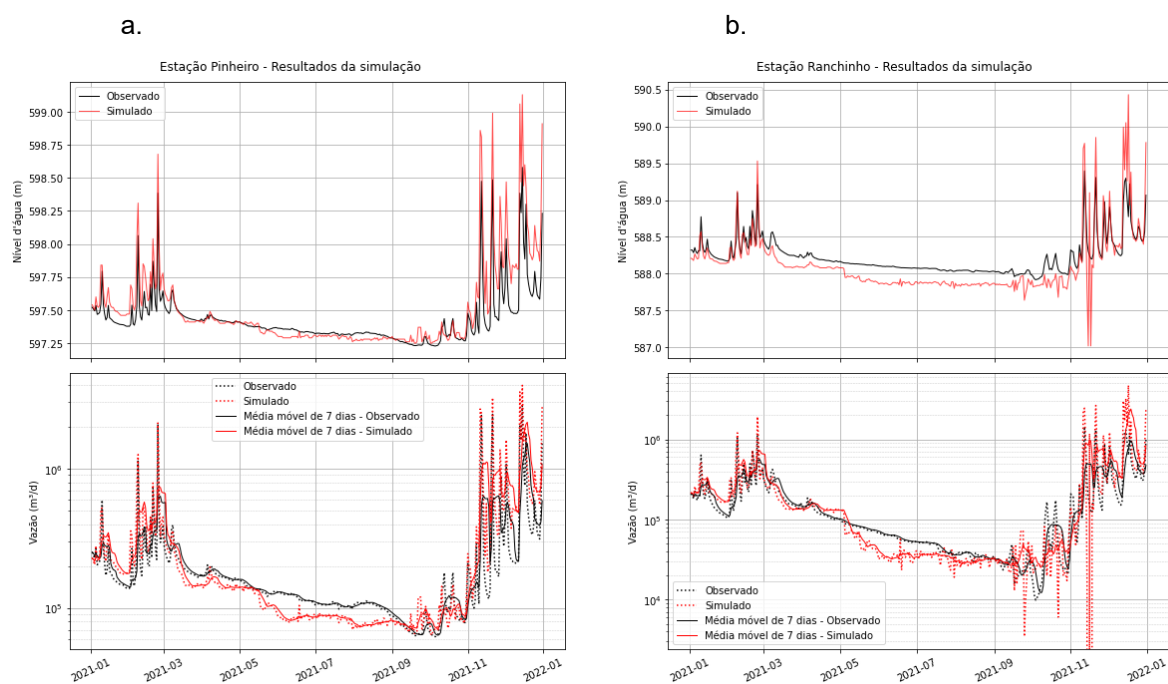 a.
Estação Pinheiro - Resultados da simulação
Observado
Simulado
Nível d'água (m)
599.00
598.75
598.50
598.25
598.00
597.75
597.50
597.25
Observado
Simulado
Média móvel de 7 dias - Observado
Média móvel de 7 dias - Simulado
Vazão (m³/d)
10⁶
10⁵
2021-01
2021-03
2021-05
2021-07
2021-09
2021-11
2022-01
b.
Estação Ranchinho - Resultados da simulação
Observado
Simulado
Nível d'água (m)
590.5
590.0
589.5
589.0
588.5
588.0
587.5
587.0
Observado
Simulado
Média móvel de 7 dias - Observado
Média móvel de 7 dias - Simulado
Vazão (m³/d)
10⁶
10⁵
10⁴
2021-01
2021-03
2021-05
2021-07
2021-09
2021-11
2022-01